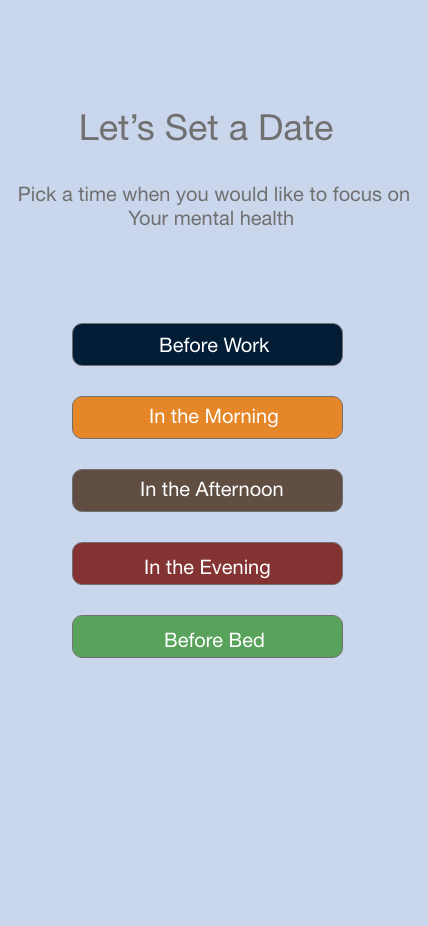 Let’s Set a Date
Pick a time when you would like to focus on
Your mental health
Before Work
In the Morning
In the Afternoon
In the Evening
Before Bed